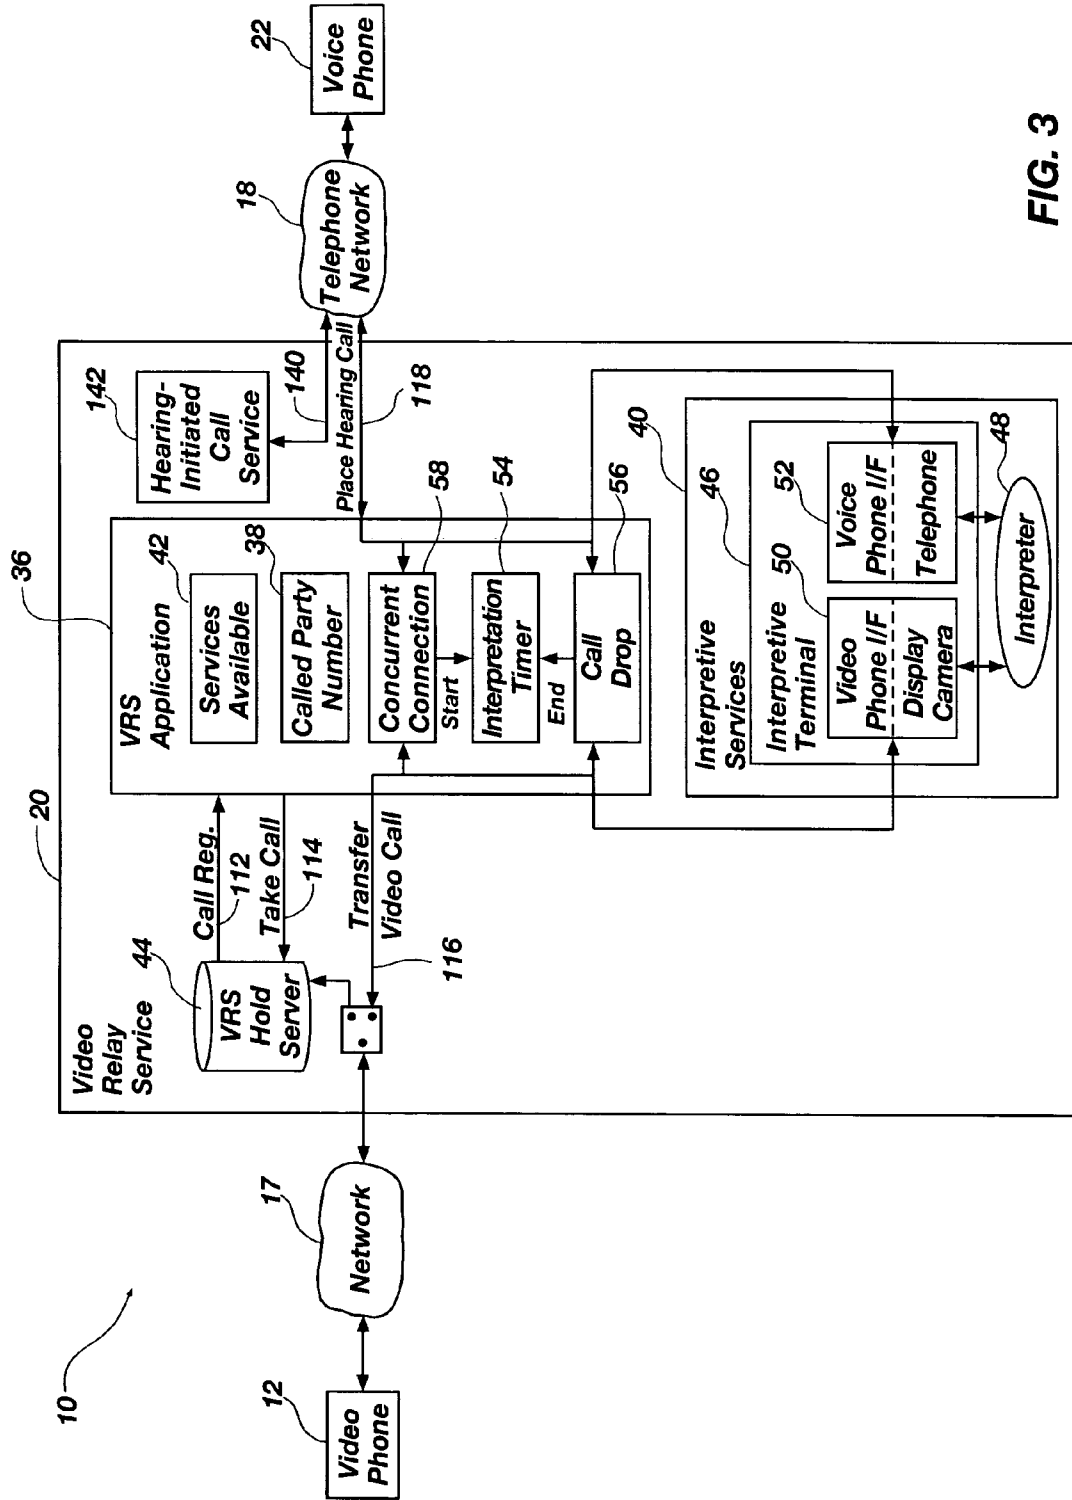 10
12
Video
Phone
17
Network
20
Video
Relay
Service
44
VRS
Hold
Server
Call Req.
112
Take Call
114
Transfer
Video Call
116
36
VRS
Application
42
Services
Available
38
Called Party
Number
Concurrent
Connection
58
Start
Interpretation
Timer
54
End
Call
Drop
56
142
Hearing-
Initiated
Call
Service
140
Place Hearing Call
118
18
Telephone
Network
22
Voice
Phone
40
Interpretive
Services
46
Interpretive
Terminal
50
Video
Phone I/F
Display
Camera
52
Voice
Phone I/F
Telephone
48
Interpreter
FIG. 3